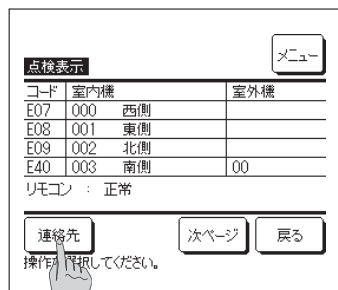 メニュー
点検表示
コード 室内機 室外機
E07 000 西側
E08 001 東側
E09 002 北側
E40 003 南側 00
リモコン : 正常
連絡先 次ページ 戻る
操作 択してください。